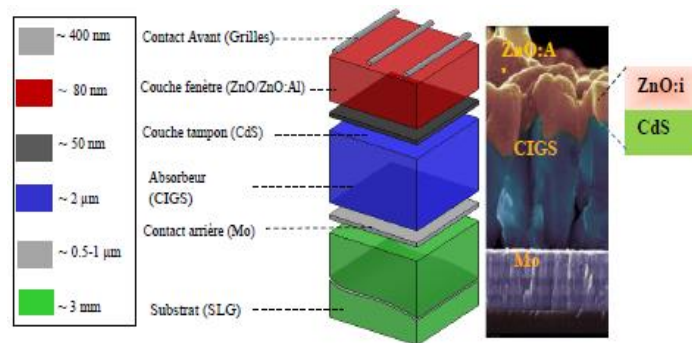 ~ 400 nm
~ 80 nm
~ 50 nm
~ 2 µm
~ 0.5-1 µm
~ 3 mm
Contact Avant (Grilles)
Couche fenêtre (ZnO/ZnO:Al)
Couche tampon (CdS)
Absorbeur
(CIGS)
Contact arrière (Mo)
Substrat (SLG)
ZnO:A
CIGS
Mo
ZnO:i
CdS